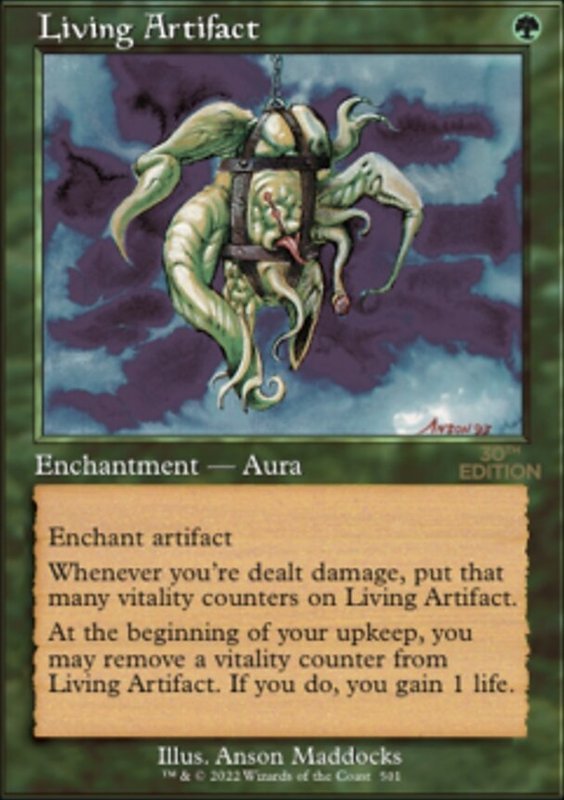 Living Artifact
ANSON '93
Enchantment — Aura
30TH
EDITION
Enchant artifact
Whenever you're dealt damage, put that
many vitality counters on Living Artifact.
At the beginning of your upkeep, you
may remove a vitality counter from
Living Artifact. If you do, you gain 1 life.
Illus. Anson Maddocks
™ & © 2022 Wizards of the Coast 501